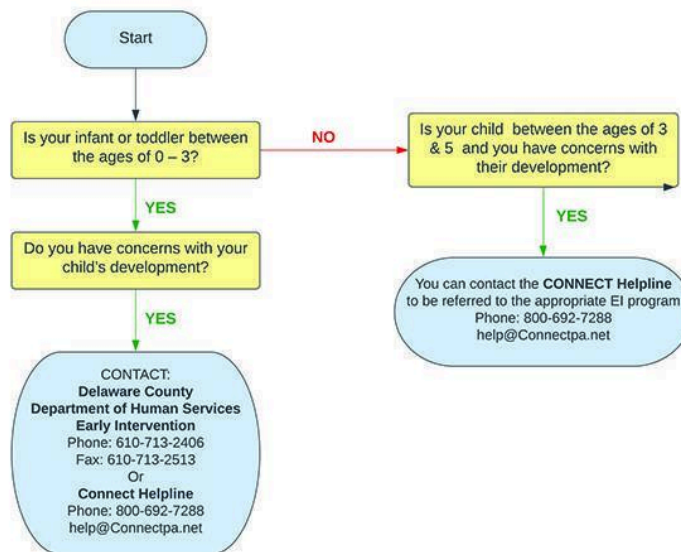 Start
Is your infant or toddler between
the ages of 0 – 3?
NO
Is your child between the ages of 3
& 5 and you have concerns with
their development?
YES
Do you have concerns with your
child's development?
YES
YES
You can contact the CONNECT Helpline
to be referred to the appropriate EI program
Phone: 800-692-7288
help@Connectpa.net
CONTACT:
Delaware County
Department of Human Services
Early Intervention
Phone: 610-713-2406
Fax: 610-713-2513
Or
Connect Helpline
Phone: 800-692-7288
help@Connectpa.net